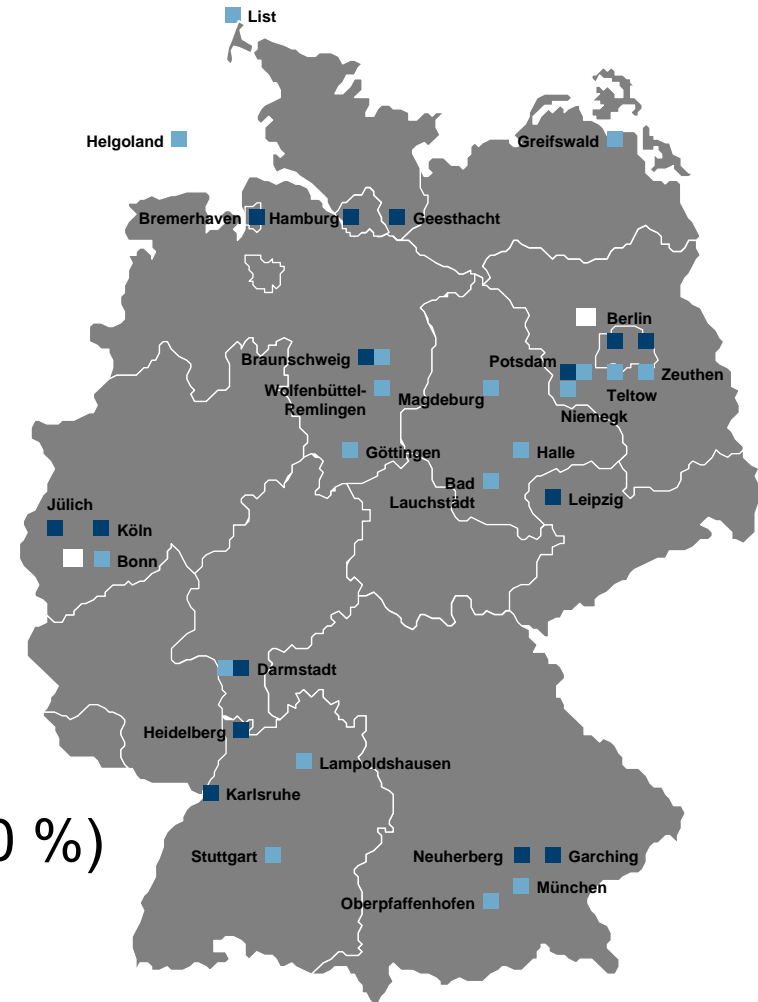 List
Helgoland
Greifswald
Bremerhaven
Hamburg
Geesthacht
Berlin
Braunschweig
Potsdam
Zeuthen
Wolfenbüttel-
Remlingen
Magdeburg
Teltow
Niemegk
Göttingen
Halle
Bad
Lauchstädt
Leipzig
Jülich
Köln
Bonn
Darmstadt
Heidelberg
Lampoldshausen
Karlsruhe
0 %)
Stuttgart
Neuherberg
Garching
München
Oberpfaffenhofen